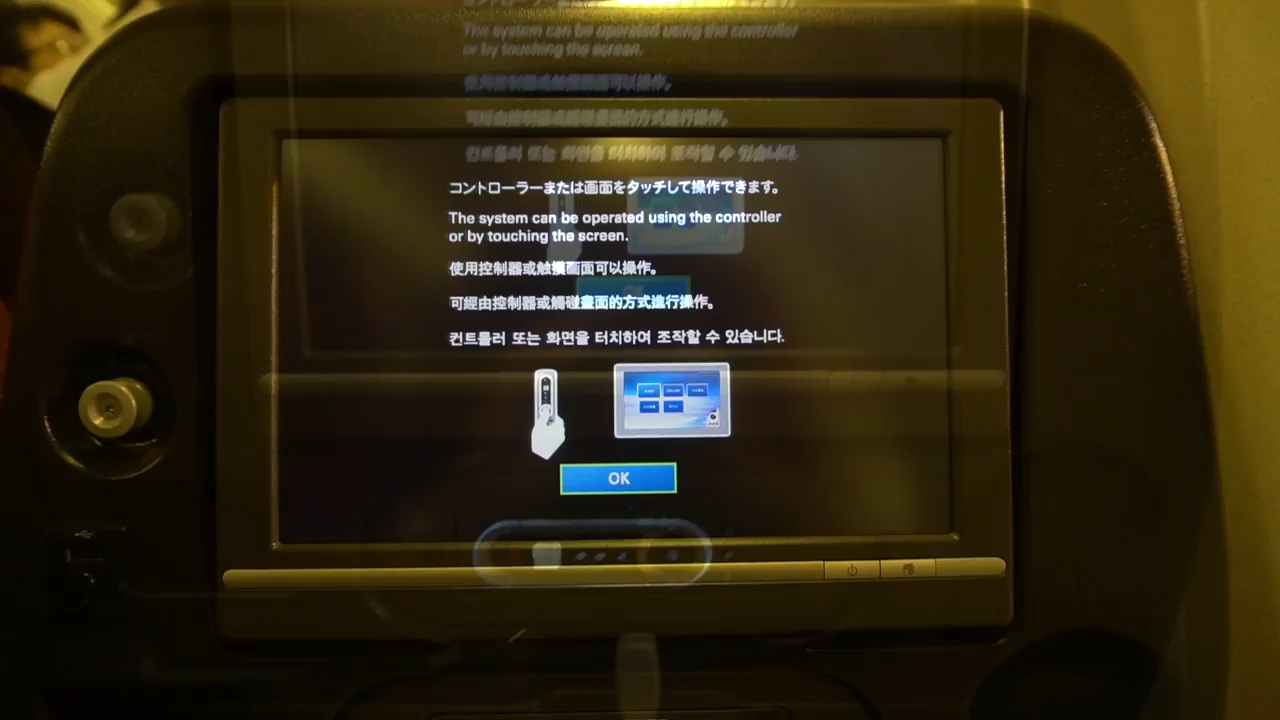 コントローラーまたは画面をタッチして操作できます。
The system can be operated using the controller
or by touching the screen.
使用控制器或触摸画面可以操作。
可經由控制器或觸碰畫面的方式進行操作。
컨트롤러 또는 화면을 터치하여 조작할 수 있습니다.
OK